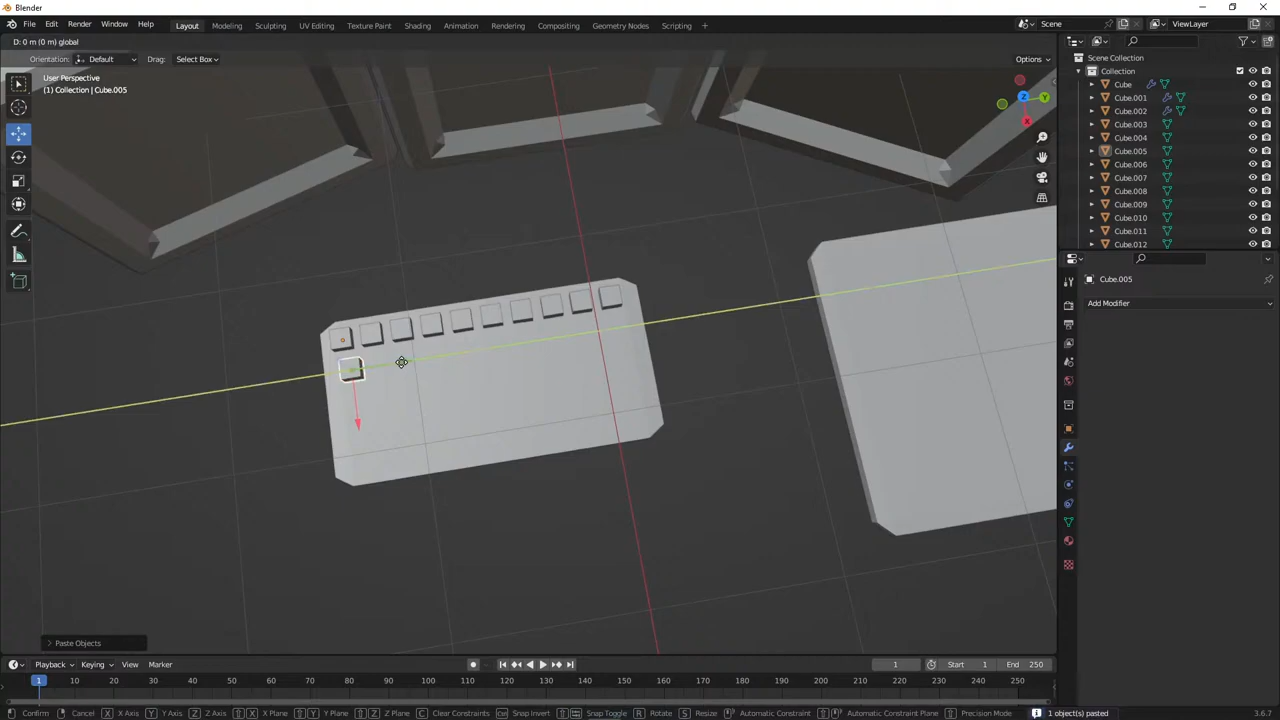 Blender
File Edit Render Window Help Layout Modeling Sculpting UV Editing Texture Paint Shading Animation Rendering Compositing Geometry Nodes Scripting + Scene ViewLayer
D: 0 m (0 m) global
Orientation: Default Drag: Select Box Options
User Perspective
(1) Collection | Cube.005
Scene Collection
Collection
Cube
Cube.001
Cube.002
Cube.003
Cube.004
Cube.005
Cube.006
Cube.007
Cube.008
Cube.009
Cube.010
Cube.011
Cube.012
Z
Y
X
Cube.005
Add Modifier
Paste Objects
Playback Keying View Marker 1 Start 1 End 250
1 10 20 30 40 50 60 70 80 90 100 110 120 130 140 150 160 170 180 190 200 210 220 230 240 250
Confirm Cancel X X Axis Y Y Axis Z Z Axis X X Plane Y Y Plane Z Z Plane C Clear Constraints Snap Invert Snap Toggle G Move R Rotate S Resize Automatic Constraint Automatic Constraint Plane Precision Mode 1 object(s) pasted 3.6.7